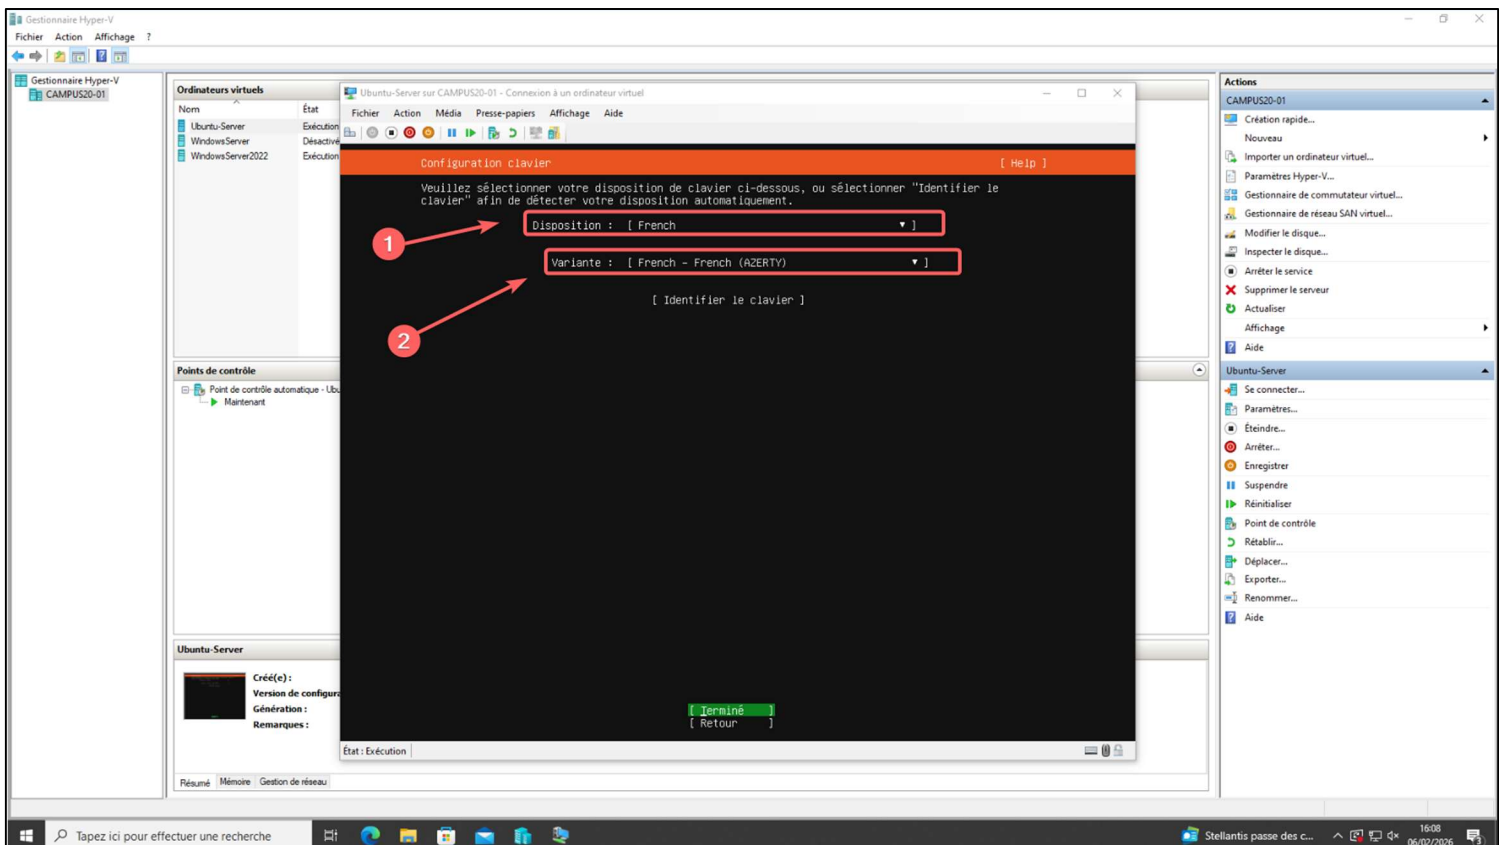 Gestionnaire Hyper-V
Fichier Action Affichage ?
Gestionnaire Hyper-V
CAMPUS20-01
Ordinateurs virtuels
Nom État
Ubuntu-Server Exécution
WindowsServer Désactivé
WindowsServer2022 Exécution
Points de contrôle
Point de contrôle automatique - Ubu
Maintenant
Ubuntu-Server
Créé(e) :
Version de configura
Génération :
Remarques :
Résumé Mémoire Gestion de réseau
Ubuntu-Server sur CAMPUS20-01 - Connexion à un ordinateur virtuel
Fichier Action Média Presse-papiers Affichage Aide
Configuration clavier [ Help ]
Veuillez sélectionner votre disposition de clavier ci-dessous, ou sélectionner "Identifier le
clavier" afin de détecter votre disposition automatiquement.
Disposition : [ French ▾ ]
1
Variante : [ French - French (AZERTY) ▾ ]
[ Identifier le clavier ]
2
[ Terminé ]
[ Retour ]
État : Exécution
Actions
CAMPUS20-01
Création rapide...
Nouveau
Importer un ordinateur virtuel...
Paramètres Hyper-V...
Gestionnaire de commutateur virtuel...
Gestionnaire de réseau SAN virtuel...
Modifier le disque...
Inspecter le disque...
Arrêter le service
Supprimer le serveur
Actualiser
Affichage
Aide
Ubuntu-Server
Se connecter...
Paramètres...
Éteindre...
Arrêter...
Enregistrer
Suspendre
Réinitialiser
Point de contrôle
Rétablir...
Déplacer...
Exporter...
Renommer...
Aide
Tapez ici pour effectuer une recherche
Stellantis passe des c...
16:08
06/02/2026
3